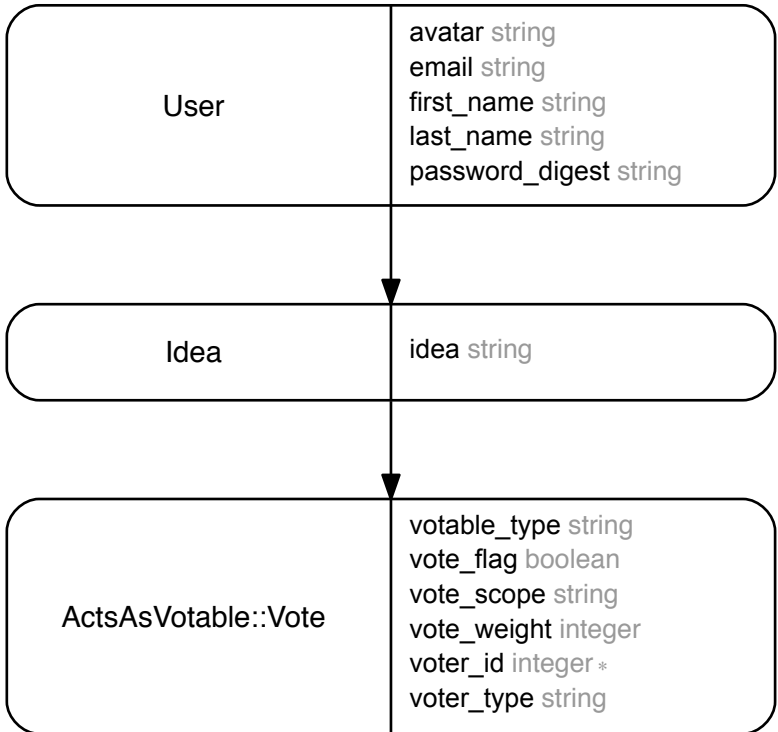 User
avatar string
email string
first_name string
last_name string
password_digest string
Idea
idea string
ActsAsVotable::Vote
votable_type string
vote_flag boolean
vote_scope string
vote_weight integer
voter_id integer *
voter_type string